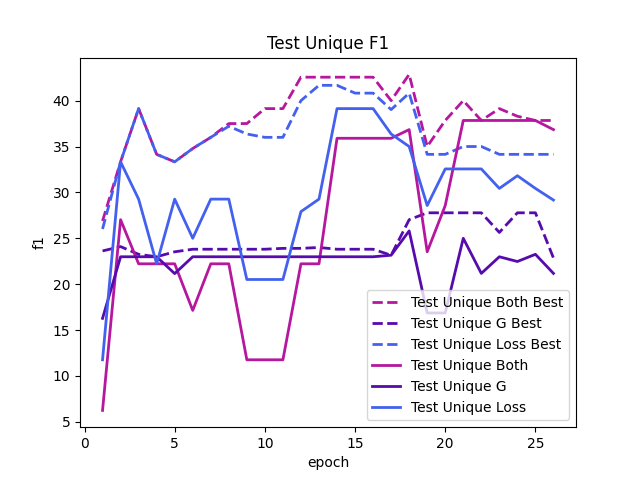 Test Unique F1
f1
40
35
30
25
20
15
10
5
0
5
10
15
20
25
epoch
Test Unique Both Best
Test Unique G Best
Test Unique Loss Best
Test Unique Both
Test Unique G
Test Unique Loss